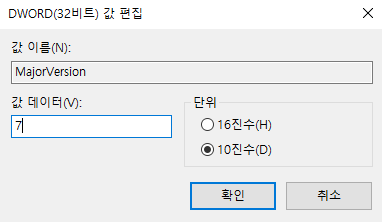 DWORD(32비트) 값 편집
값 이름(N):
MajorVersion
값 데이터(V):
7
단위
16진수(H)
10진수(D)
확인
취소